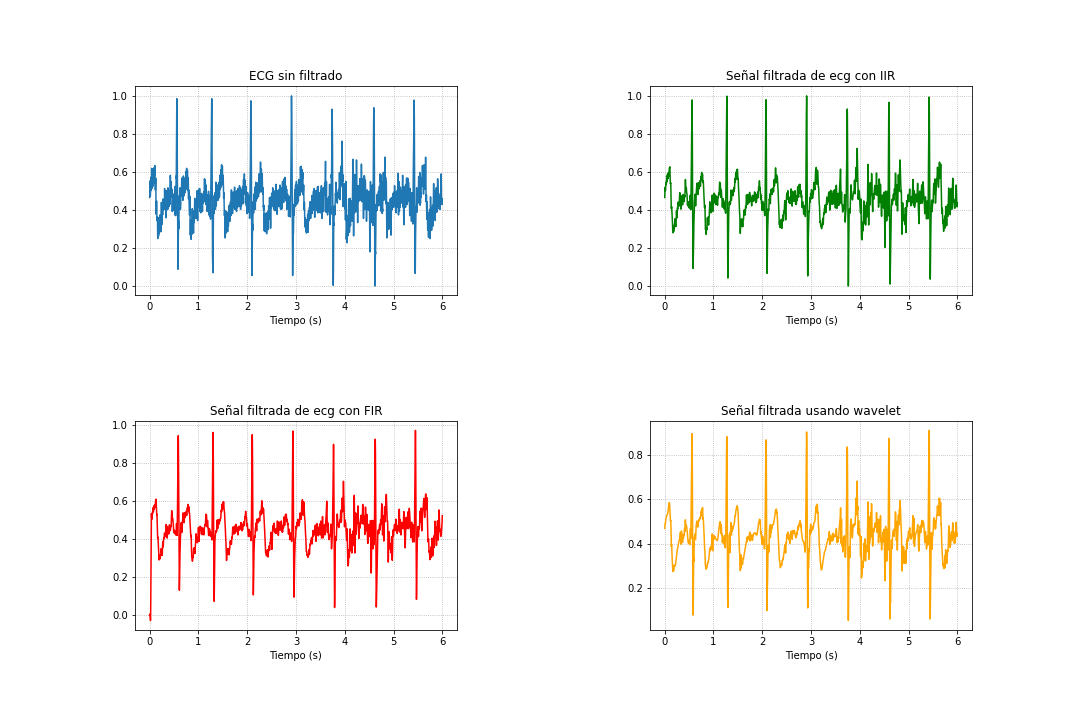 ECG sin filtrado
1.0
0.8
0.6
0.4
0.2
0.0
0 1 2 3 4 5 6
Tiempo (s)
Señal filtrada de ecg con IIR
1.0
0.8
0.6
0.4
0.2
0.0
0 1 2 3 4 5 6
Tiempo (s)
Señal filtrada de ecg con FIR
1.0
0.8
0.6
0.4
0.2
0.0
0 1 2 3 4 5 6
Tiempo (s)
Señal filtrada usando wavelet
0.8
0.6
0.4
0.2
0 1 2 3 4 5 6
Tiempo (s)